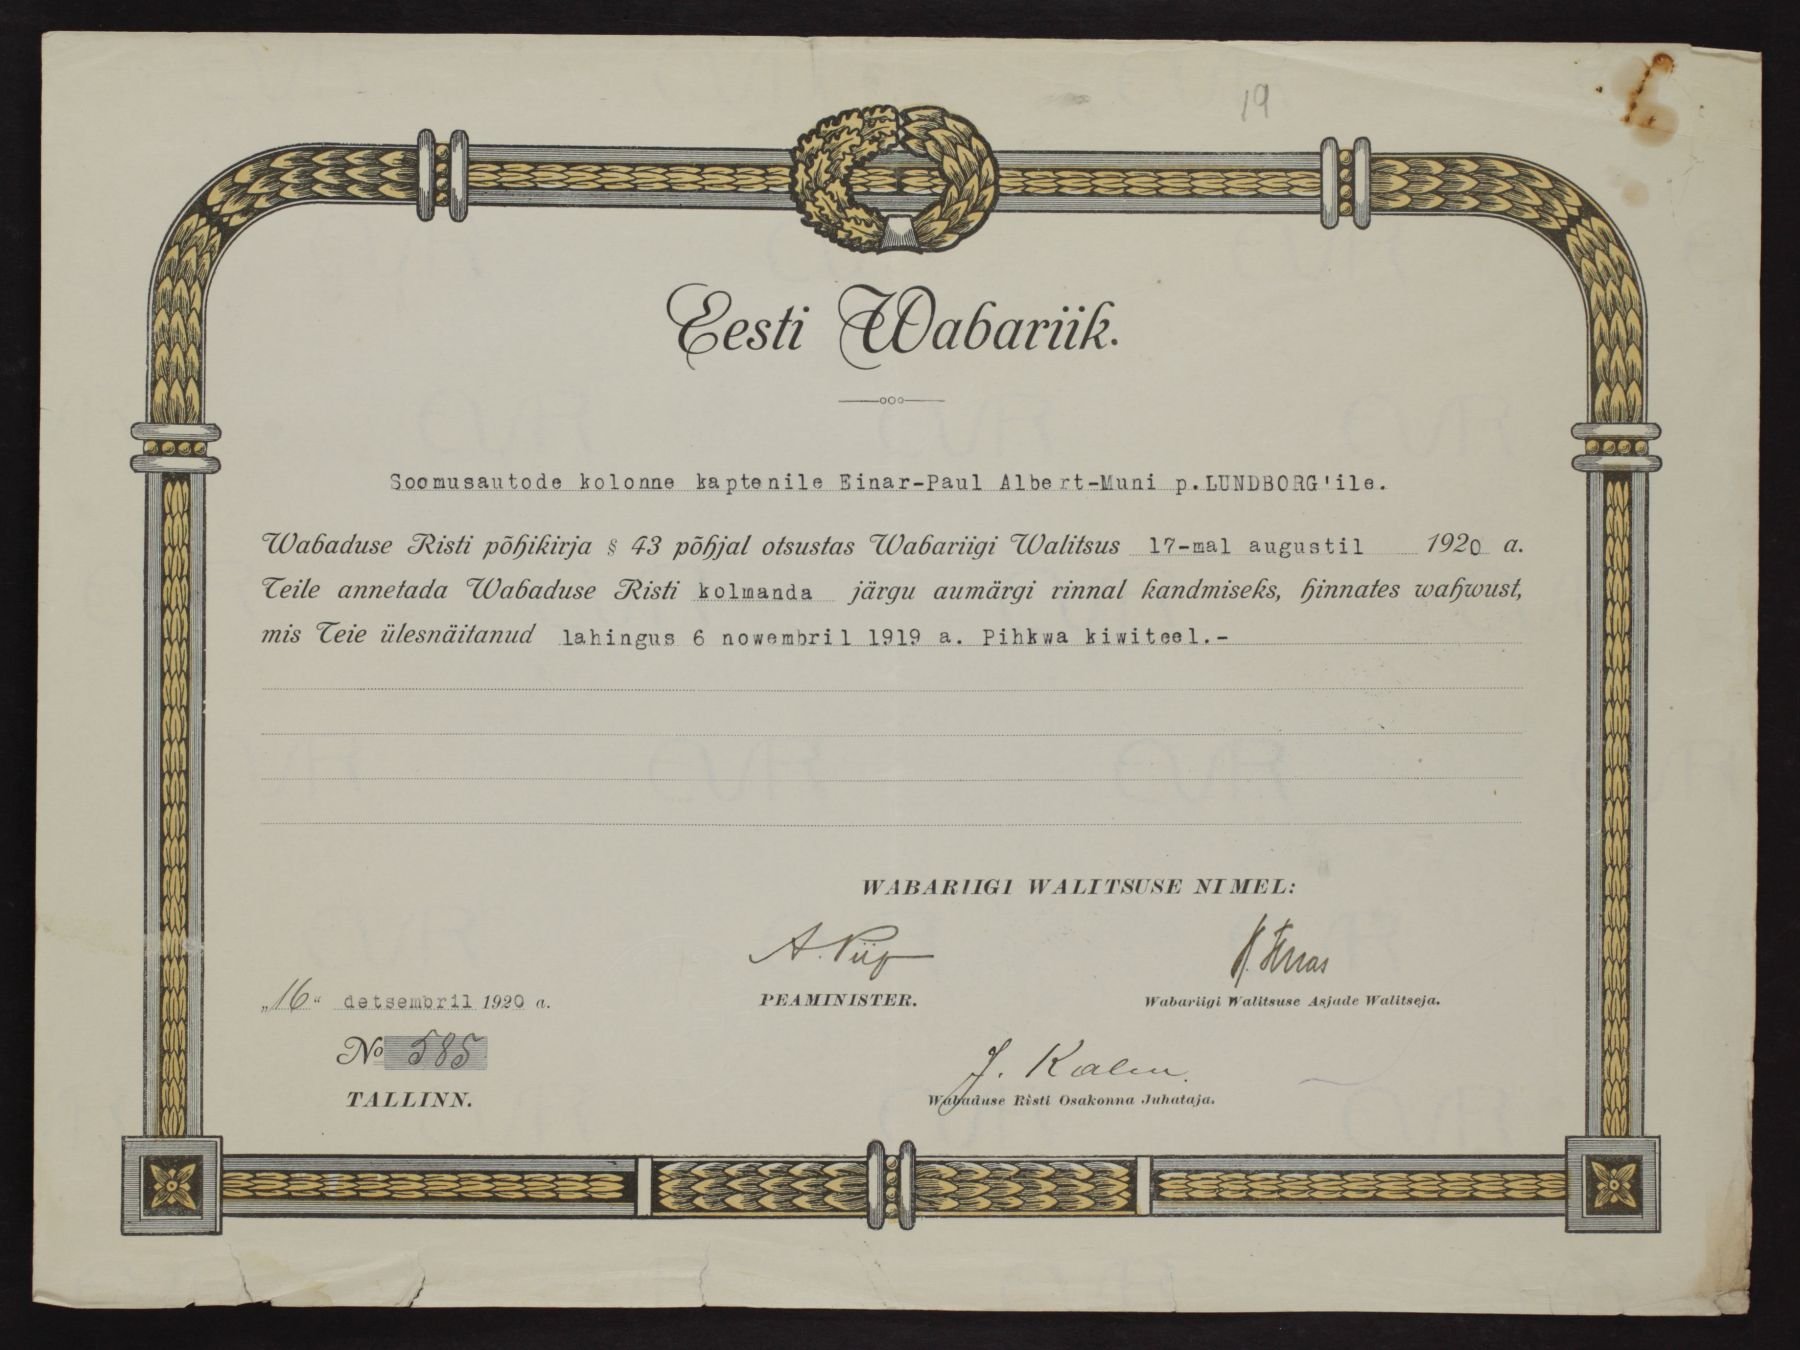 19
Eesti Wabariik.
Soomusautode kolonne kaptenile Einar-Paul Albert-Muni p.LUNDBORG'ile.
Wabaduse Risti põhikirja § 43 põhjal otsustas Wabariigi Walitsus 17-mal augustil 1920 a.
Teile annetada Wabaduse Risti kolmanda järgu aumärgi rinnal kandmiseks, hinnates wahwust,
mis Teie ülesnäitanud lahingus 6 nowembril 1919 a. Pihkwa kiwiteel.-
WABARIIGI WALITSUSE NIMEL:
A. Piip
„16“ detsembril 1920 a.
PEAMINISTER.
Wabariigi Walitsuse Asjade Walitseja.
No 585
J. Kalm.
TALLINN.
Wabaduse Risti Osakonna Juhataja.